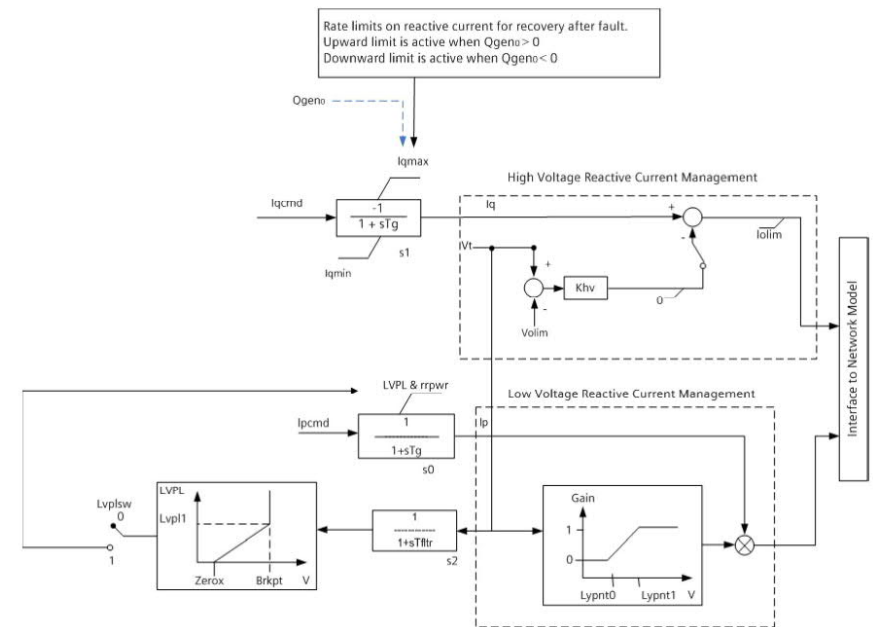 Rate limits on reactive current for recovery after fault.
Upward limit is active when Qgen₀ > 0
Downward limit is active when Qgen₀ < 0
Qgen₀
Iqmax
High Voltage Reactive Current Management
Iqcmd
-1
1 + sTg
s1
Iqmin
Iq
+
-
Iolim
Vt
+
Khv
0
-
Volim
Interface to Network Model
LVPL & rrpwr
Low Voltage Reactive Current Management
Ipcmd
1
1+sTg
s0
Ip
Lvplsw
0
1
LVPL
Lvpl1
Zerox
Brkpt
V
1
1+sTfltr
s2
Gain
1
0
Lypnt0
Lypnt1
V